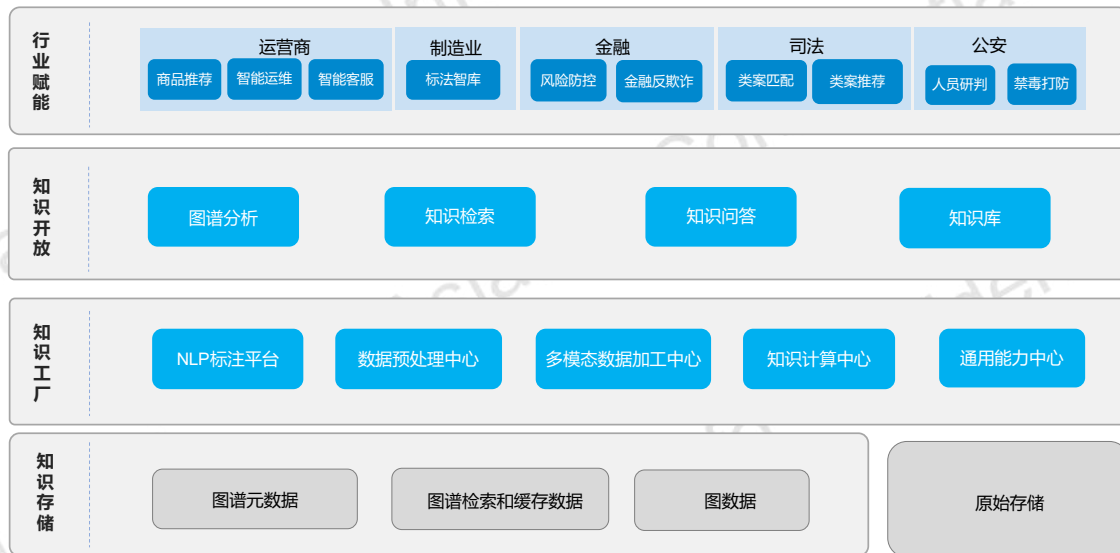 行业赋能
运营商
制造业
金融
司法
公安
商品推荐
智能运维
智能客服
标法智库
风险防控
金融反欺诈
类案匹配
类案推荐
人员研判
禁毒打防
知识开放
图谱分析
知识检索
知识问答
知识库
知识工厂
NLP标注平台
数据预处理中心
多模态数据加工中心
知识计算中心
通用能力中心
知识存储
图谱元数据
图谱检索和缓存数据
图数据
原始存储